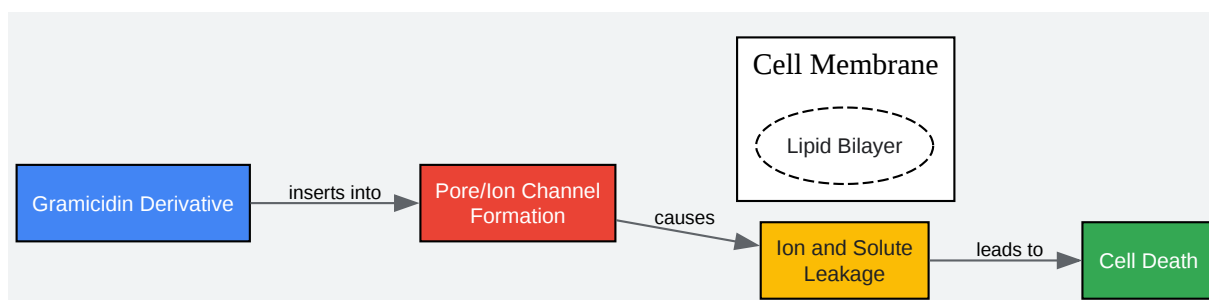 Cell Membrane
Lipid Bilayer
Gramicidin Derivative
inserts into
Pore/Ion Channel
Formation
causes
Ion and Solute
Leakage
leads to
Cell Death